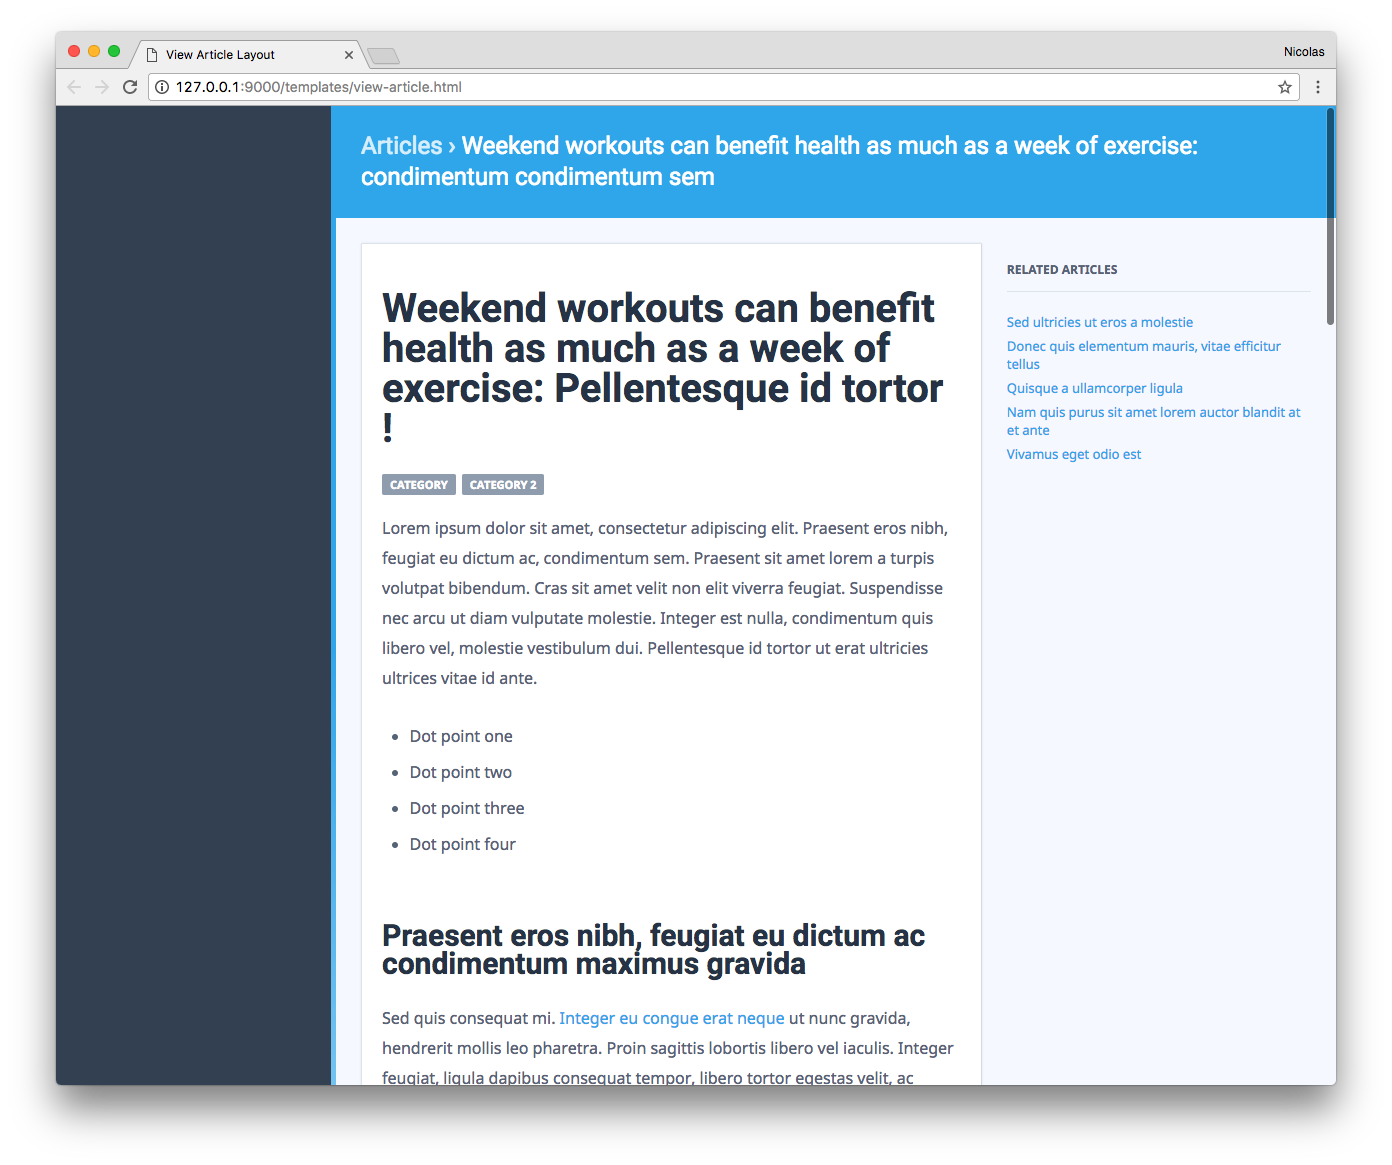 View Article Layout
Nicolas
127.0.0.1:9000/templates/view-article.html
Articles › Weekend workouts can benefit health as much as a week of exercise:
condimentum condimentum sem
Weekend workouts can benefit
health as much as a week of
exercise: Pellentesque id tortor
!
CATEGORY CATEGORY 2
Lorem ipsum dolor sit amet, consectetur adipiscing elit. Praesent eros nibh,
feugiat eu dictum ac, condimentum sem. Praesent sit amet lorem a turpis
volutpat bibendum. Cras sit amet velit non elit viverra feugiat. Suspendisse
nec arcu ut diam vulputate molestie. Integer est nulla, condimentum quis
libero vel, molestie vestibulum dui. Pellentesque id tortor ut erat ultricies
ultrices vitae id ante.
• Dot point one
• Dot point two
• Dot point three
• Dot point four
Praesent eros nibh, feugiat eu dictum ac
condimentum maximus gravida
Sed quis consequat mi. Integer eu congue erat neque ut nunc gravida,
hendrerit mollis leo pharetra. Proin sagittis lobortis libero vel iaculis. Integer
feugiat, ligula dapibus consequat tempor, libero tortor egestas velit, ac
RELATED ARTICLES
Sed ultricies ut eros a molestie
Donec quis elementum mauris, vitae efficitur
tellus
Quisque a ullamcorper ligula
Nam quis purus sit amet lorem auctor blandit at
et ante
Vivamus eget odio est